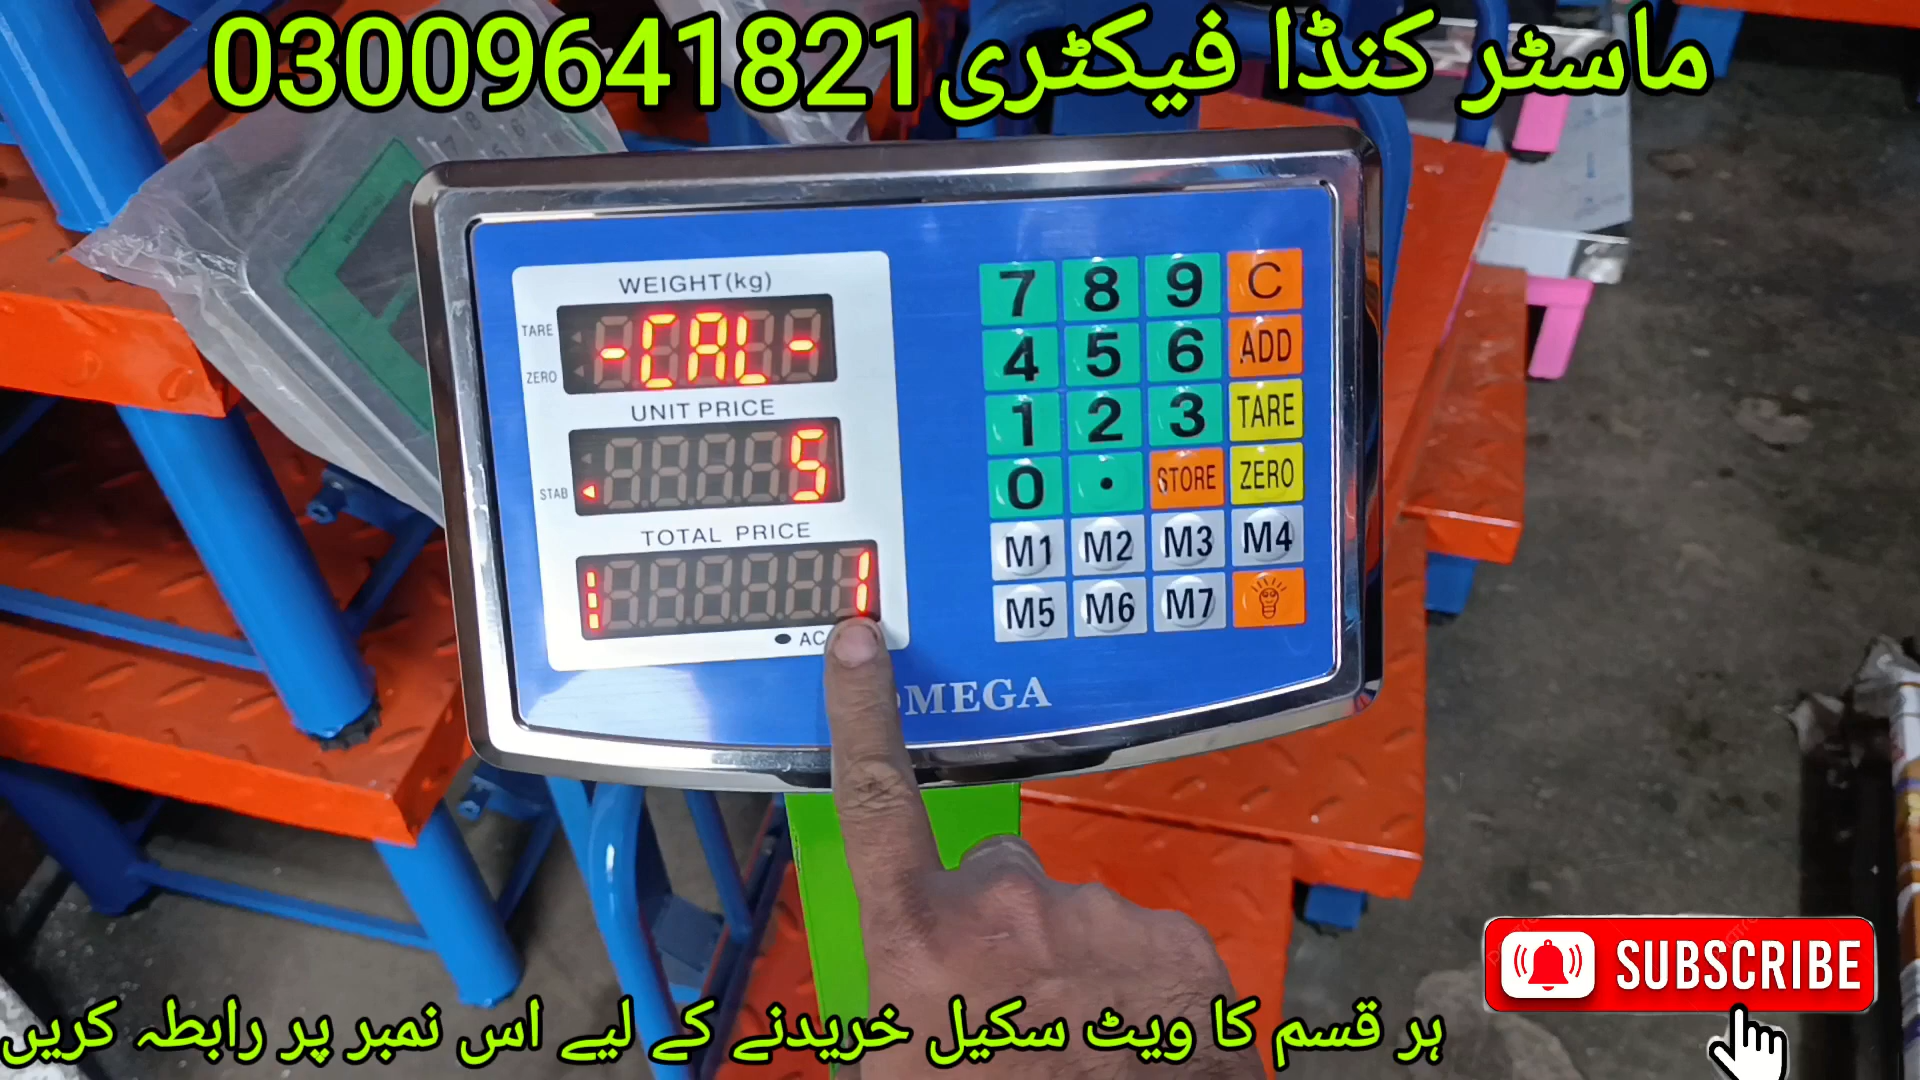 ماسٹر کنڈا فیکٹری 03009641821
WEIGHT(kg)
TARE
ZERO
-CAL-
UNIT PRICE
STAB
5
TOTAL PRICE
1
AC
OMEGA
7 8 9 C
4 5 6 ADD
1 2 3 TARE
0 . STORE ZERO
M1 M2 M3 M4
M5 M6 M7
SUBSCRIBE
ہر قسم کا ویٹ سکیل خریدنے کے لیے اس نمبر پر رابطہ کریں